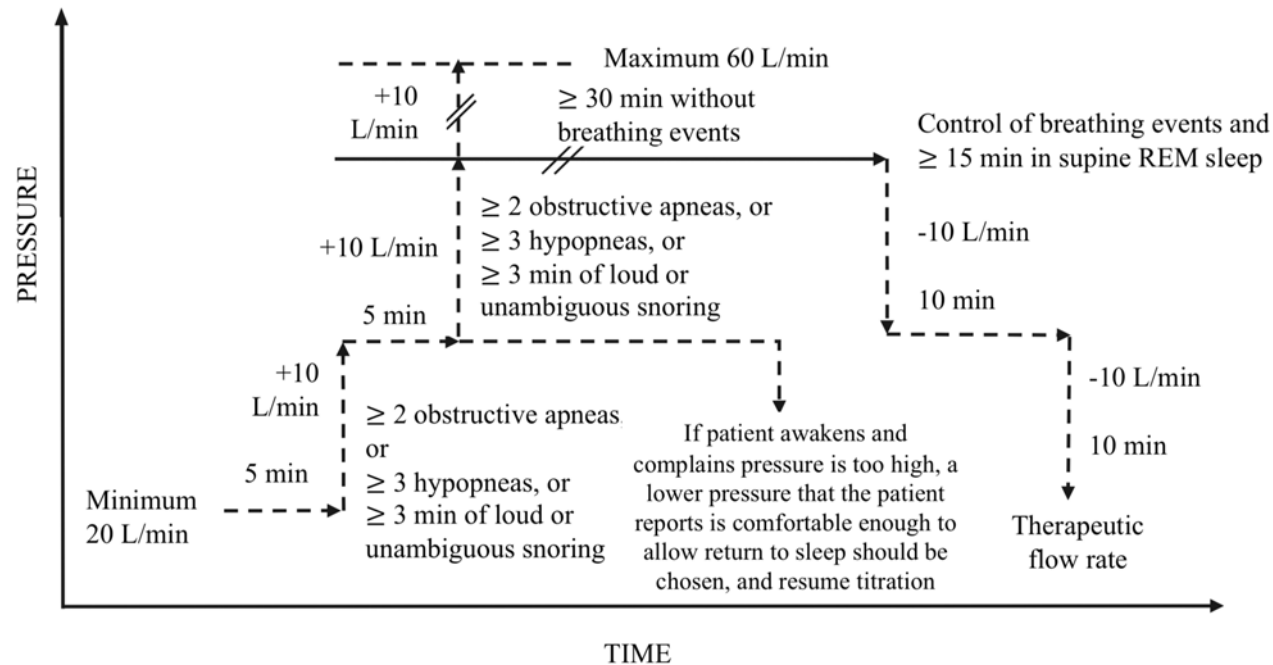 Maximum 60 L/min
+10
L/min
≥ 30 min without
breathing events
Control of breathing events and
≥ 15 min in supine REM sleep
PRESSURE
+10 L/min
≥ 2 obstructive apneas, or
≥ 3 hypopneas, or
≥ 3 min of loud or
unambiguous snoring
-10 L/min
10 min
5 min
+10
L/min
≥ 2 obstructive apneas
or
≥ 3 hypopneas, or
≥ 3 min of loud or
unambiguous snoring
5 min
Minimum
20 L/min
If patient awakens and
complains pressure is too high, a
lower pressure that the patient
reports is comfortable enough to
allow return to sleep should be
chosen, and resume titration
-10 L/min
10 min
Therapeutic
flow rate
TIME